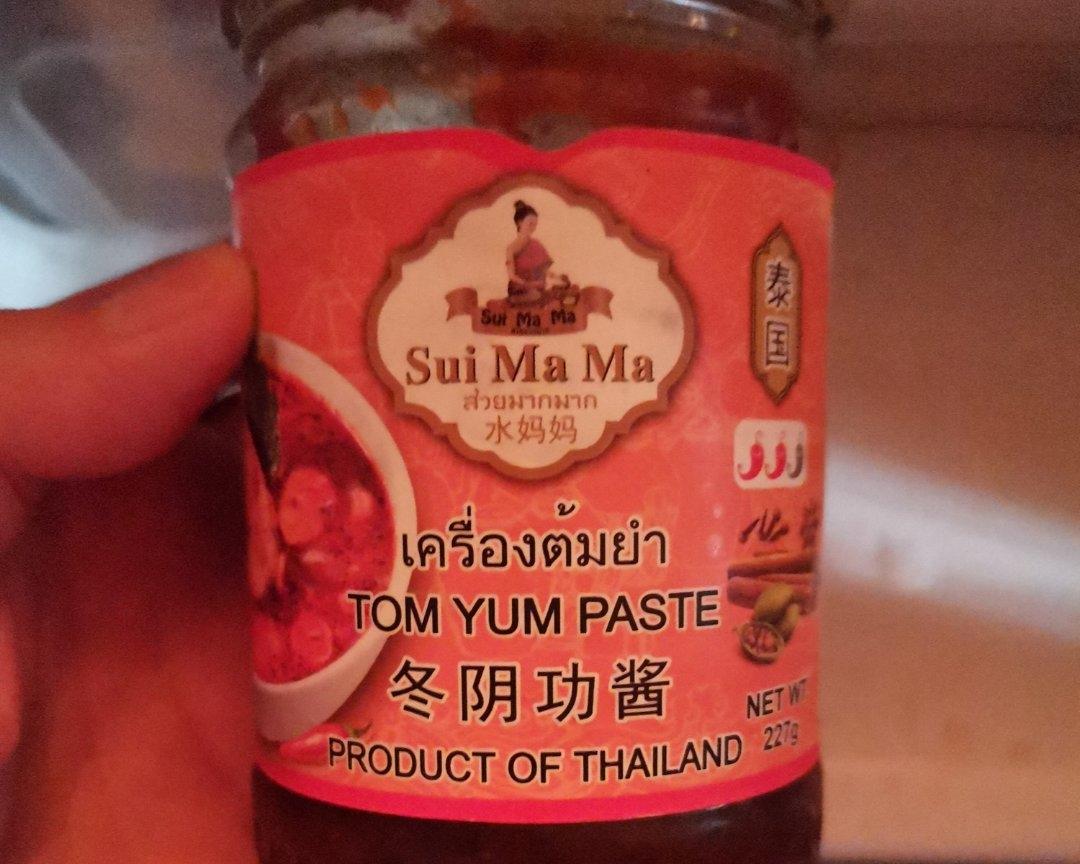 Sui Ma Ma
Sui Ma Ma
ส่วยมากมาก
水妈妈
泰国
เครื่องต้มยำ
TOM YUM PASTE
冬阴功酱
PRODUCT OF THAILAND
NET WT
227g